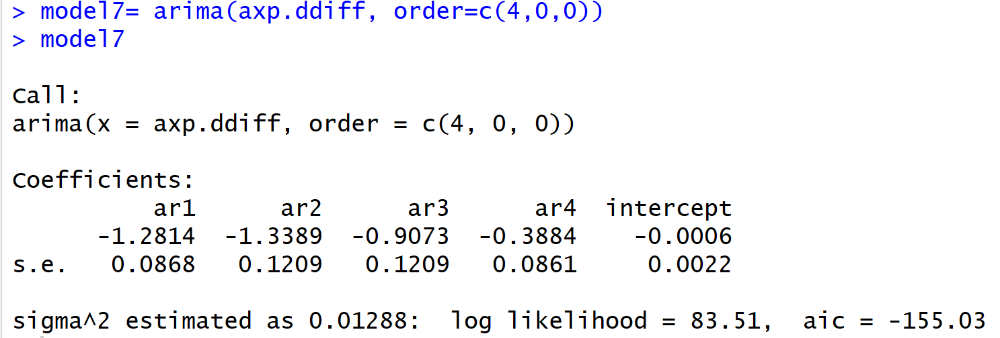 > model7= arima(axp.ddiff, order=c(4,0,0))
> model7
Call:
arima(x = axp.ddiff, order = c(4, 0, 0))
Coefficients:
ar1 ar2 ar3 ar4 intercept
-1.2814 -1.3389 -0.9073 -0.3884 -0.0006
s.e. 0.0868 0.1209 0.1209 0.0861 0.0022
sigma^2 estimated as 0.01288: log likelihood = 83.51, aic = -155.03